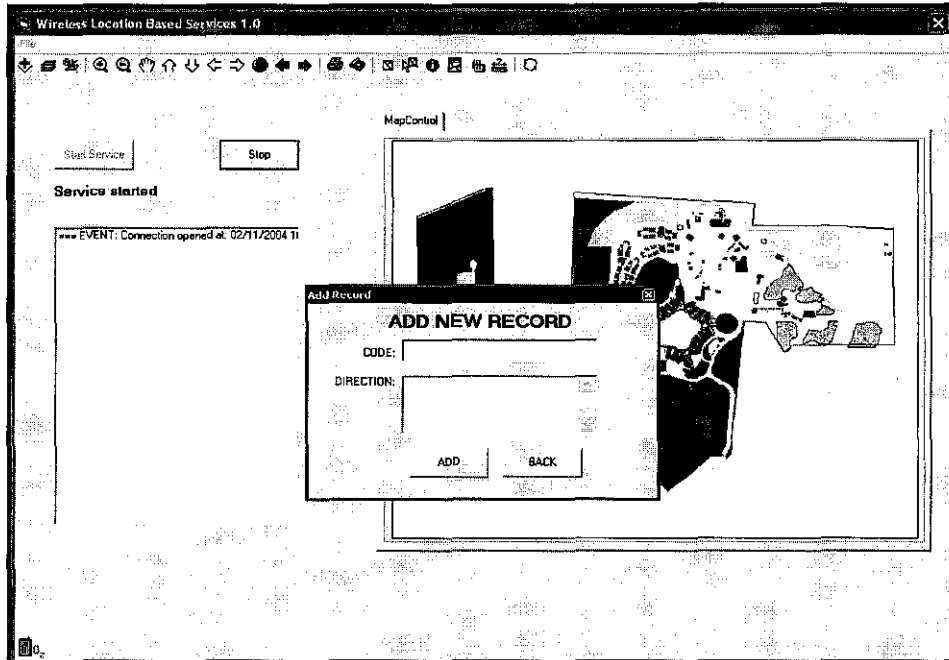 Wireless Location Based Services 1.0
File
MapControl
Start Service
Stop
Service started
*** EVENT: Connection opened at: 02/11/2004
Add Record
ADD NEW RECORD
CODE:
DIRECTION:
ADD
BACK